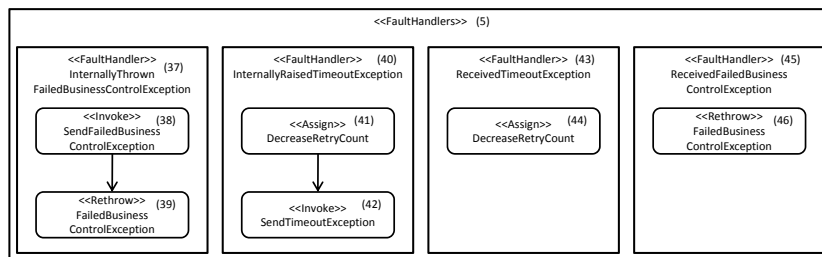 <<FaultHandlers>> (5)
<<FaultHandler>> (37)
InternallyThrown
FailedBusinessControlException
<<Invoke>> (38)
SendFailedBusiness
ControlException
<<Rethrow>> (39)
FailedBusiness
ControlException
<<FaultHandler>> (40)
InternallyRaisedTimeoutException
<<Assign>> (41)
DecreaseRetryCount
<<Invoke>> (42)
SendTimeoutException
<<FaultHandler>> (43)
ReceivedTimeoutException
<<Assign>> (44)
DecreaseRetryCount
<<FaultHandler>> (45)
ReceivedFailedBusiness
ControlException
<<Rethrow>> (46)
FailedBusiness
ControlException